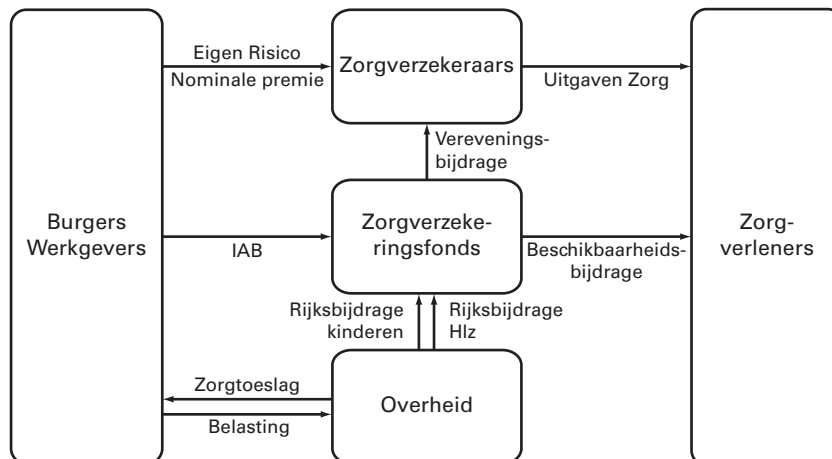 Eigen Risico
Nominale premie
Zorgverzekeraars
Uitgaven Zorg
Verevenings-
bijdrage
Burgers
Werkgevers
IAB
Zorgverzeke-
ringsfonds
Beschikbaarheids-
bijdrage
Zorg-
verleners
Rijksbijdrage
kinderen
Rijksbijdrage
Hlz
Zorgtoeslag
Belasting
Overheid